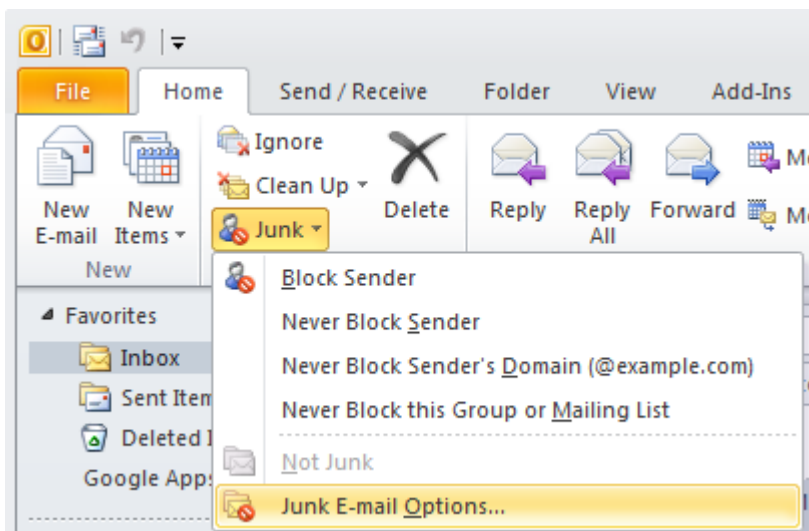 File Home Send / Receive Folder View Add-Ins
Ignore
Clean Up
Junk
New
E-mail
New
Items
Delete
Reply
Reply
All
Forward
New
Block Sender
Never Block Sender
Never Block Sender's Domain (@example.com)
Never Block this Group or Mailing List
Not Junk
Junk E-mail Options...
Favorites
Inbox
Sent Item
Deleted
Google Apps